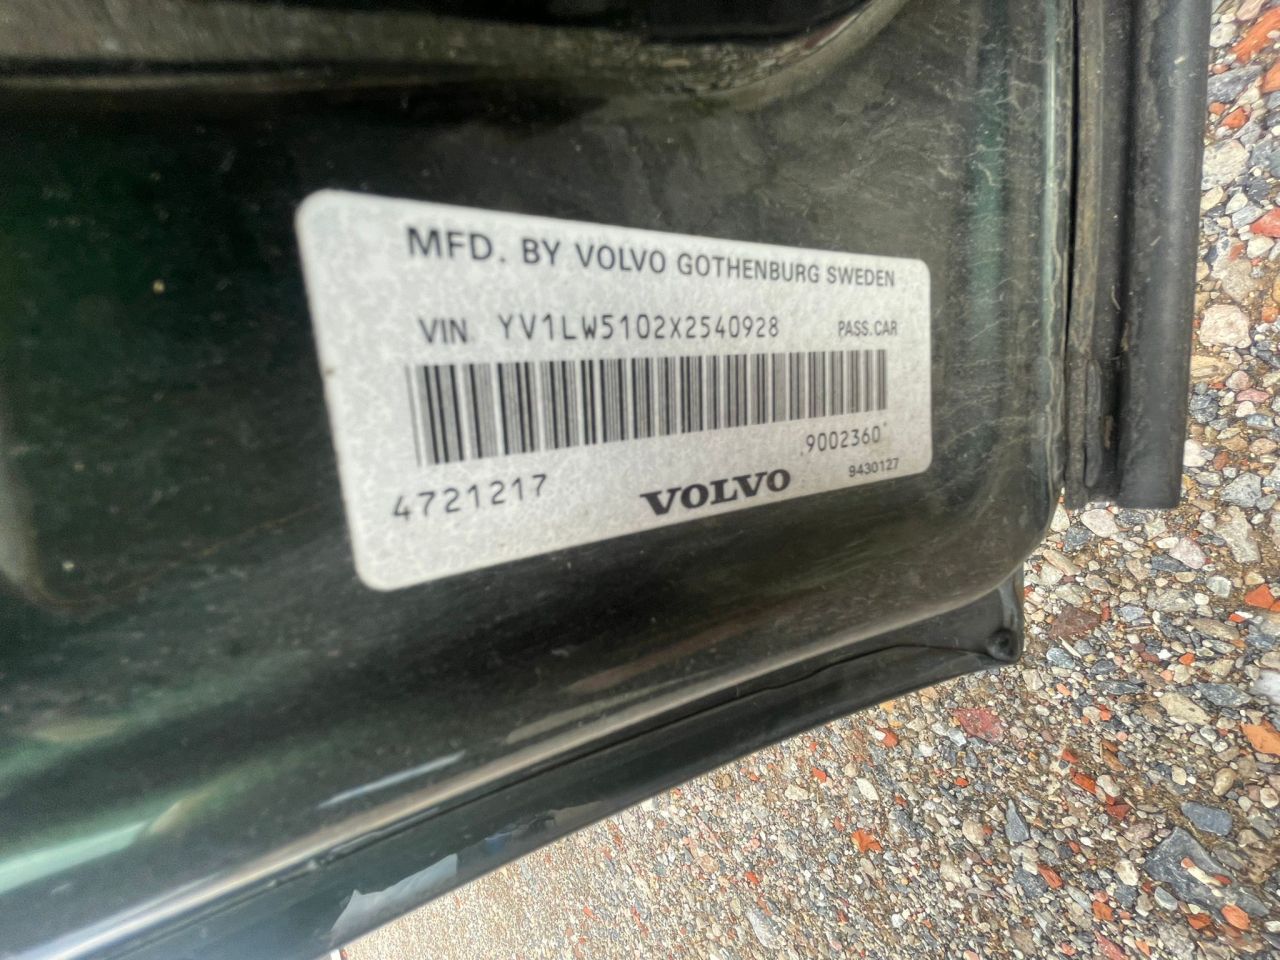 MFD. BY VOLVO GOTHENBURG SWEDEN
VIN YV1LW5102X2540928 PASS.CAR
9002360
4721217
VOLVO
9430127